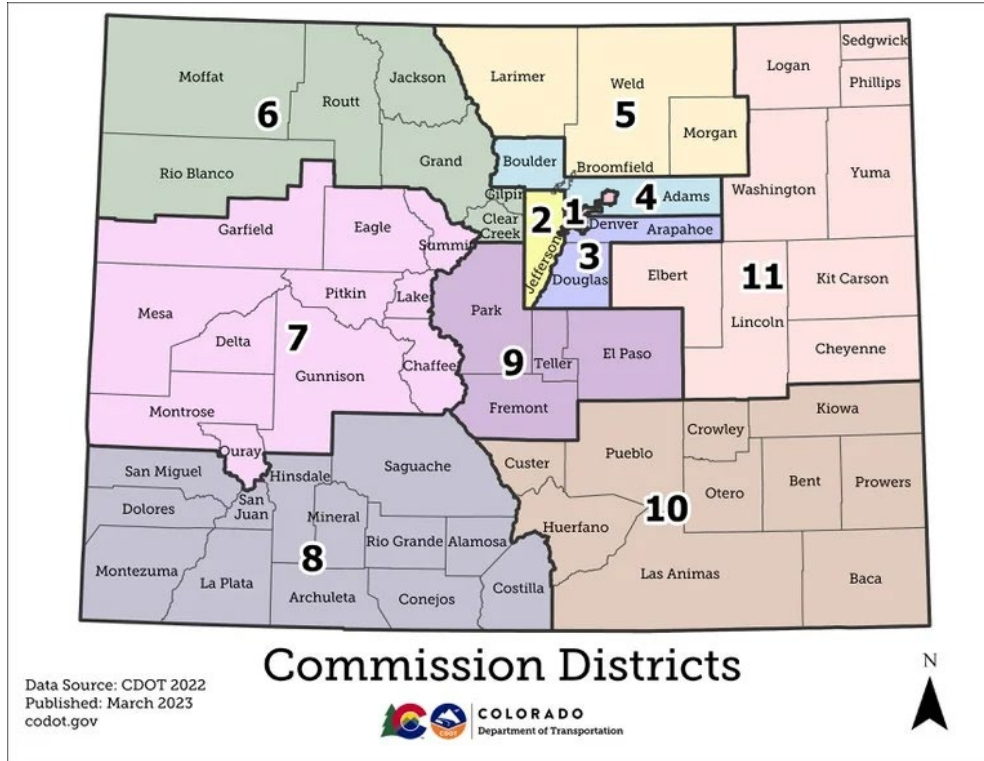 Moffat
Jackson
Routt
6
Grand
Rio Blanco
Gilpin
Clear
Creek
Larimer
Weld
5
Morgan
Boulder
Broomfield
Logan
Sedgwick
Phillips
Washington
Yuma
4
Adams
1
2
Jefferson
Denver
Arapahoe
3
Douglas
Elbert
11
Kit Carson
Lincoln
Cheyenne
Garfield
Eagle
Summi
Mesa
Pitkin
Lake
Delta
7
Gunnison
Chaffee
Montrose
Ouray
Park
9
Teller
El Paso
Fremont
Kiowa
Crowley
Pueblo
Custer
Otero
Bent
Prowers
10
Huerfano
Las Animas
Baca
San Miguel
Hinsdale
Saguache
Dolores
San
Juan
Mineral
Rio Grande
Alamosa
Montezuma
8
La Plata
Archuleta
Conejos
Costilla
Commission Districts
Data Source: CDOT 2022
Published: March 2023
codot.gov
C
CDOT
COLORADO
Department of Transportation
N